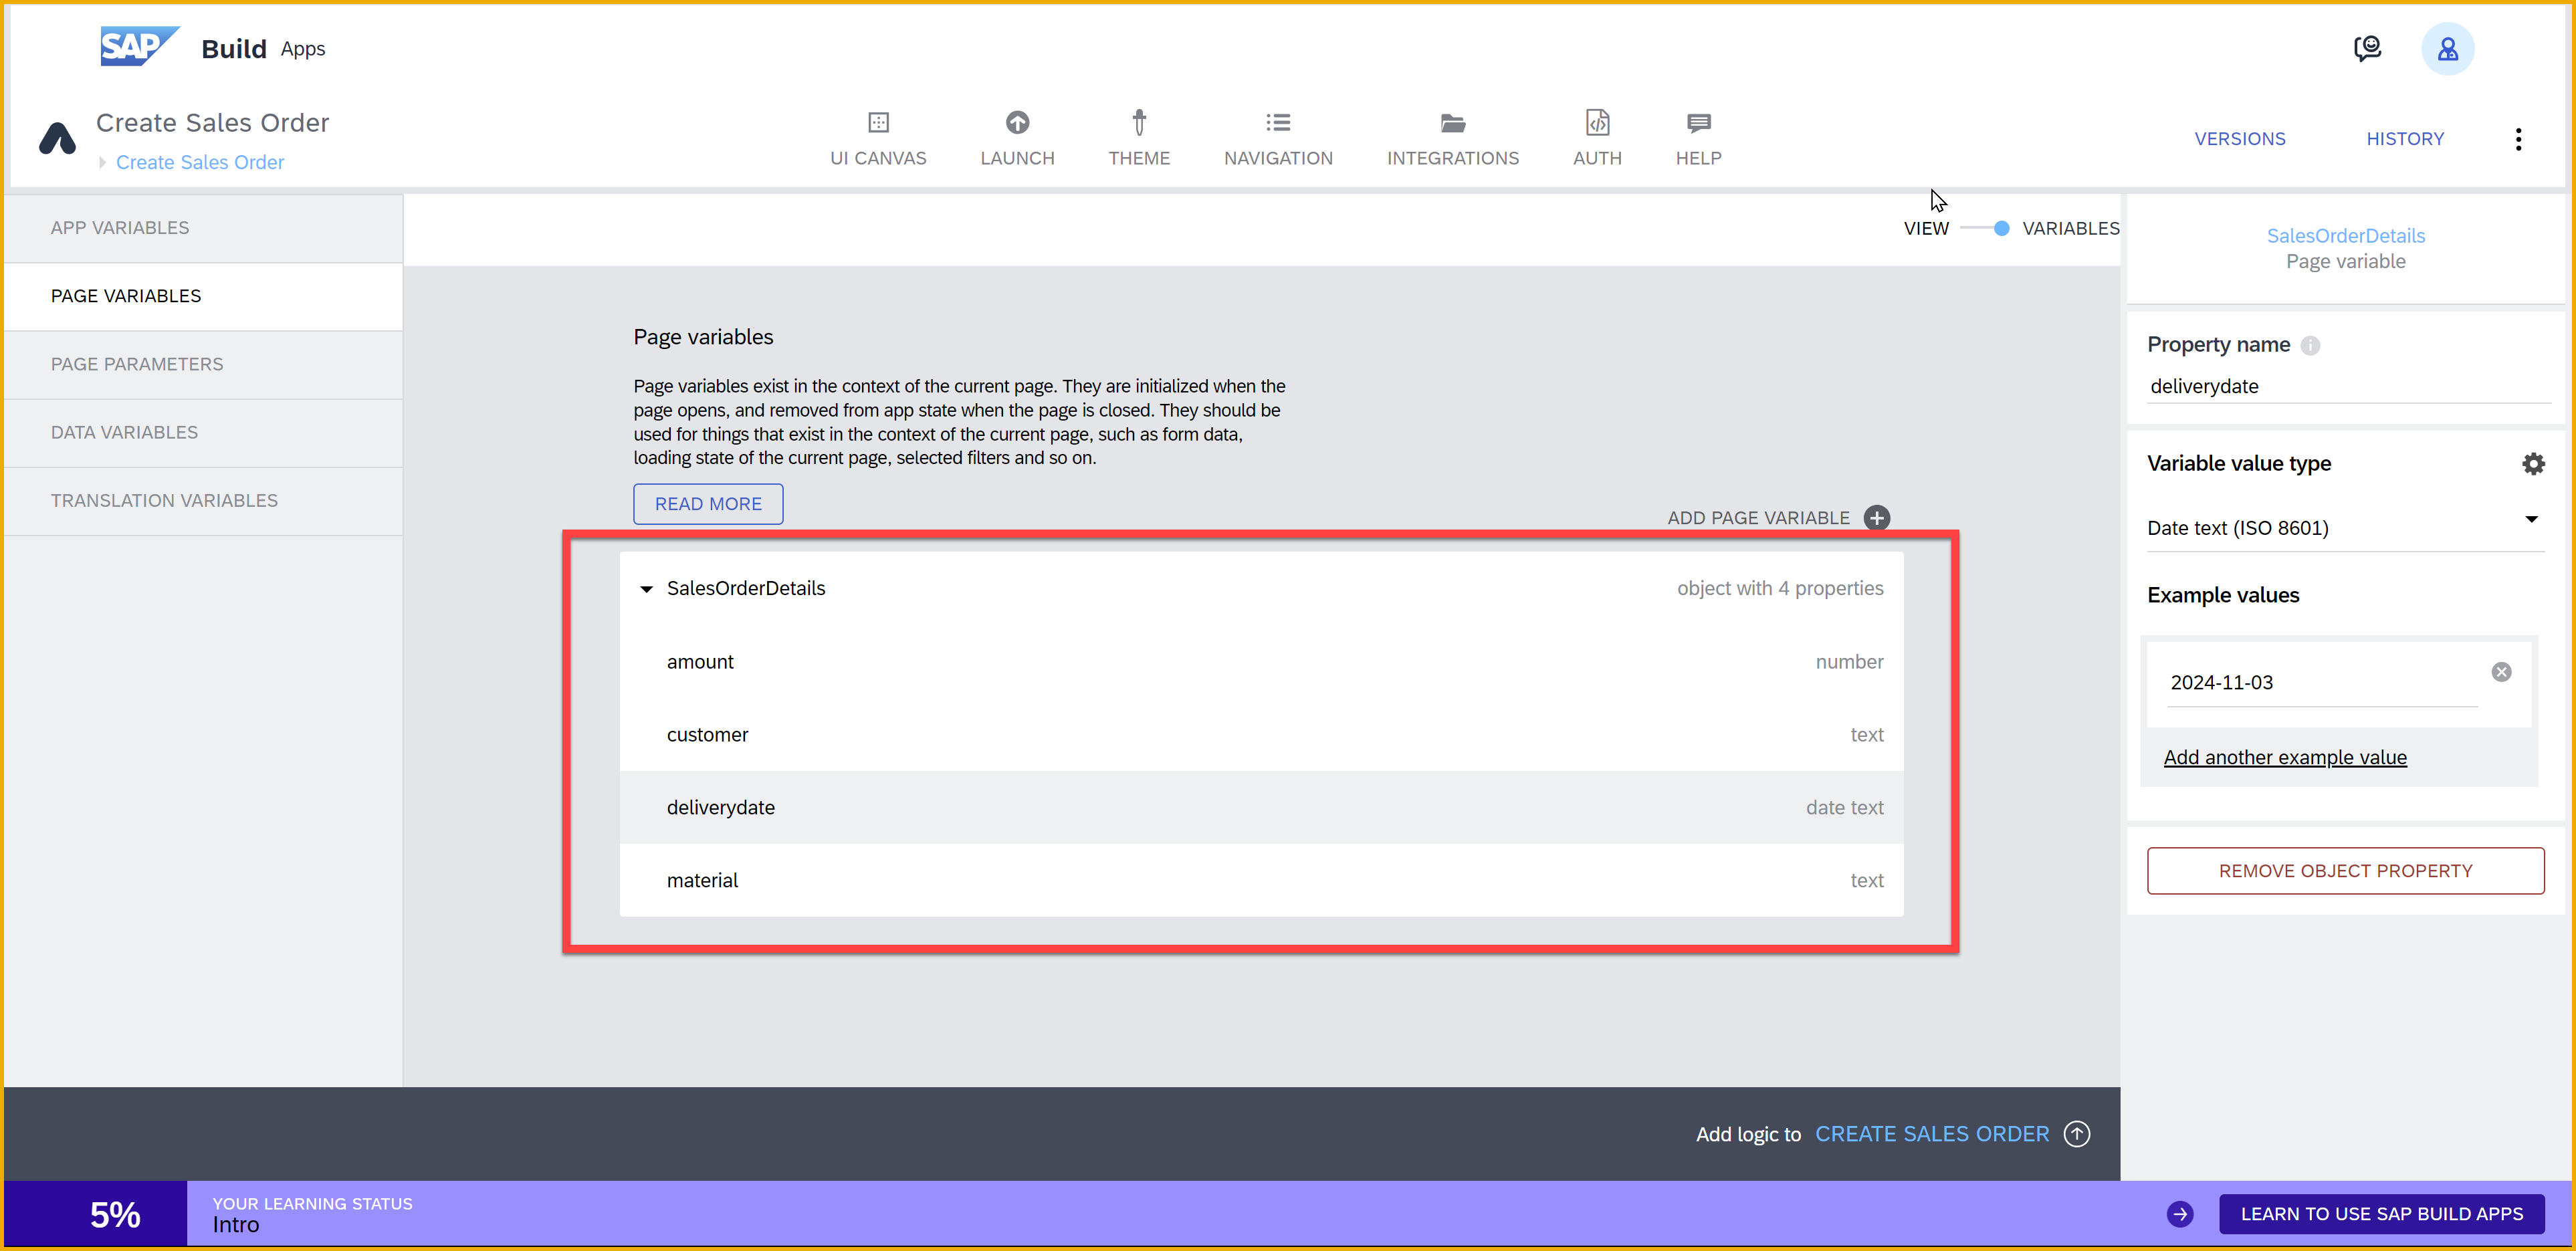 SAP Build Apps
Create Sales Order
Create Sales Order
UI CANVAS
LAUNCH
THEME
NAVIGATION
INTEGRATIONS
AUTH
HELP
VERSIONS
HISTORY
APP VARIABLES
PAGE VARIABLES
PAGE PARAMETERS
DATA VARIABLES
TRANSLATION VARIABLES
VIEW
VARIABLES
Page variables
Page variables exist in the context of the current page. They are initialized when the
page opens, and removed from app state when the page is closed. They should be
used for things that exist in the context of the current page, such as form data,
loading state of the current page, selected filters and so on.
READ MORE
ADD PAGE VARIABLE
SalesOrderDetails object with 4 properties
amount number
customer text
deliverydate date text
material text
SalesOrderDetails
Page variable
Property name
deliverydate
Variable value type
Date text (ISO 8601)
Example values
2024-11-03
Add another example value
REMOVE OBJECT PROPERTY
Add logic to CREATE SALES ORDER
5%
YOUR LEARNING STATUS
Intro
LEARN TO USE SAP BUILD APPS